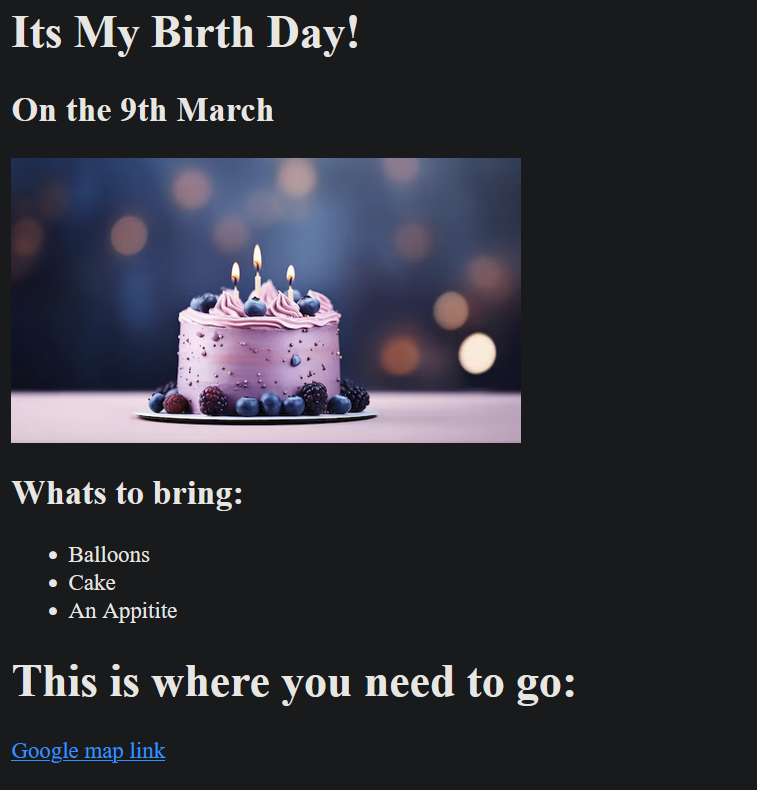 Its My Birth Day!
On the 9th March
Whats to bring:
Balloons
Cake
An Appitite
This is where you need to go:
Google map link